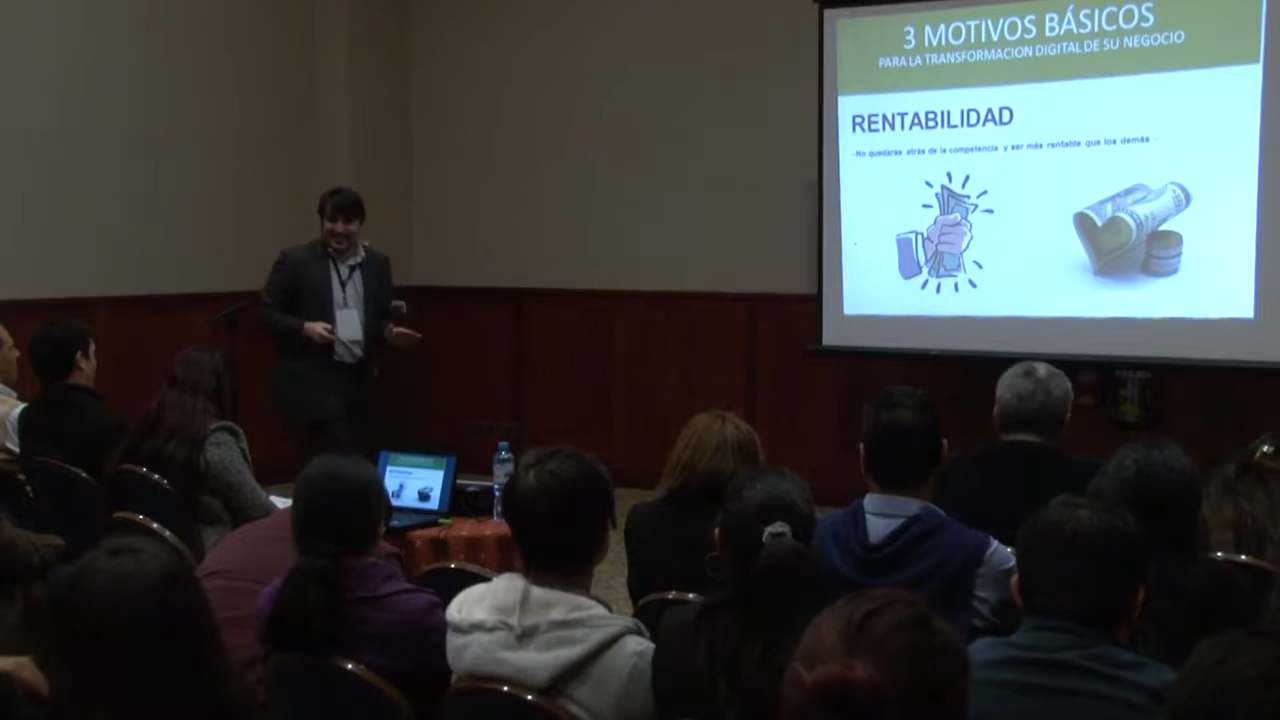 3 MOTIVOS BÁSICOS
PARA LA TRANSFORMACION DIGITAL DE SU NEGOCIO
RENTABILIDAD
-No quedarse atrás de la competencia y ser más rentable que los demás -